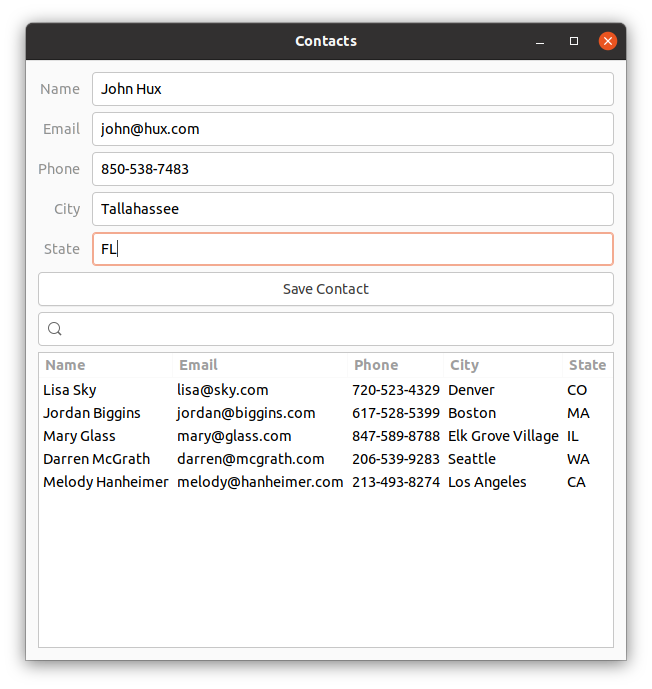 Contacts
Name John Hux
Email john@hux.com
Phone 850-538-7483
City Tallahassee
State FL
Save Contact
Name Email Phone City State
Lisa Sky lisa@sky.com 720-523-4329 Denver CO
Jordan Biggins jordan@biggins.com 617-528-5399 Boston MA
Mary Glass mary@glass.com 847-589-8788 Elk Grove Village IL
Darren McGrath darren@mcgrath.com 206-539-9283 Seattle WA
Melody Hanheimer melody@hanheimer.com 213-493-8274 Los Angeles CA